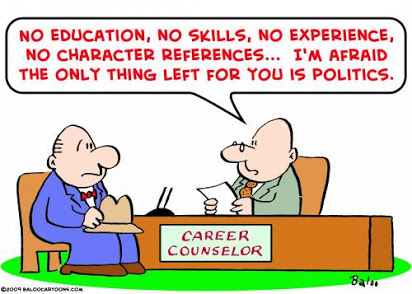 NO EDUCATION, NO SKILLS, NO EXPERIENCE,
NO CHARACTER REFERENCES... I'M AFRAID
THE ONLY THING LEFT FOR YOU IS POLITICS.
CAREER
COUNSELOR
©2009 BALOOCARTOONS.COM
Baloo